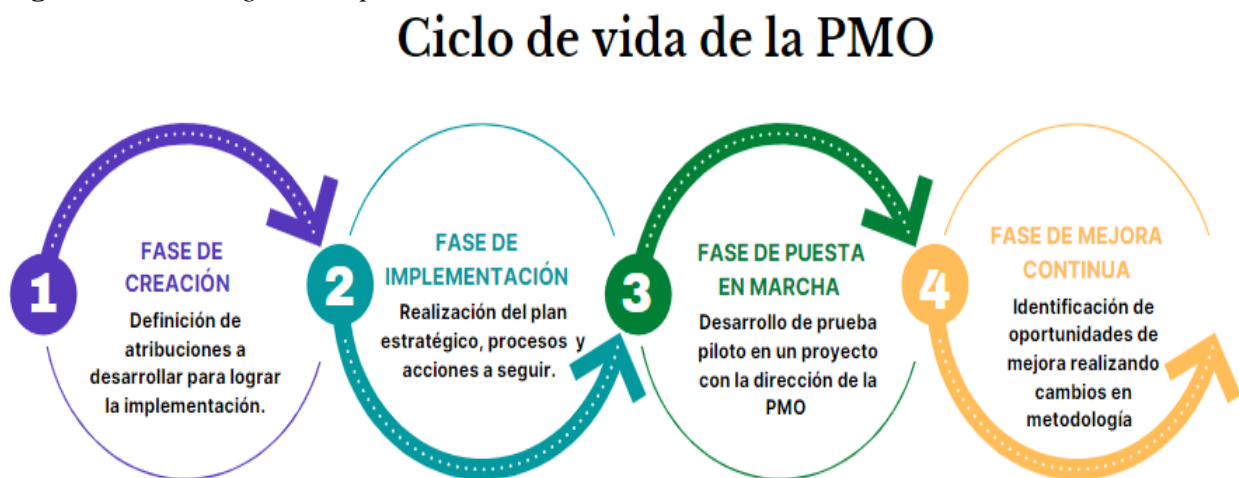 Ciclo de vida de la PMO
1
FASE DE
CREACIÓN
Definición de
atribuciones a
desarrollar para lograr
la implementación.
2
FASE DE
IMPLEMENTACIÓN
Realización del plan
estratégico, procesos y
acciones a seguir.
3
FASE DE PUESTA
EN MARCHA
Desarrollo de prueba
piloto en un proyecto
con la dirección de la
PMO
4
FASE DE MEJORA
CONTINUA
Identificación de
oportunidades de
mejora realizando
cambios en
metodología